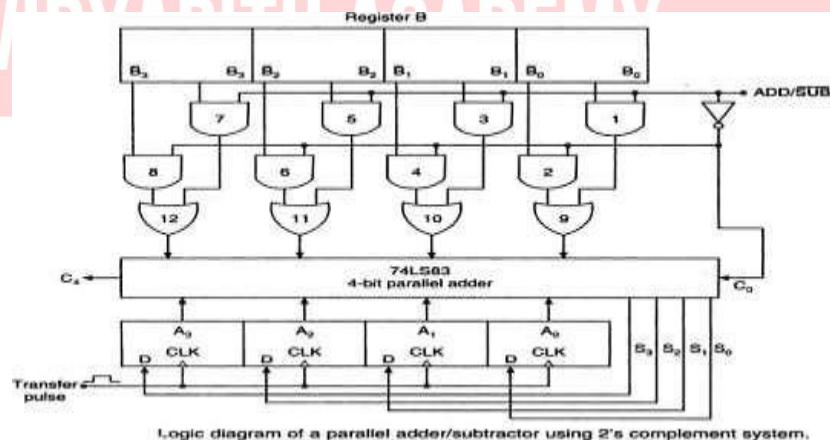 VIDYAPITH ACADEMY
Register B
B₃ B₃ B₂ B₂ B₁ B₁ B₀ B₀
ADD/S̅U̅B̅
7 5 3 1
8 6 4 2
12 11 10 9
74LS83
4-bit parallel adder
C₄ C₀
A₃ A₂ A₁ A₀
S₃ S₂ S₁ S₀
D CLK D CLK D CLK D CLK
Transfer
pulse
Logic diagram of a parallel adder/subtractor using 2's complement system.